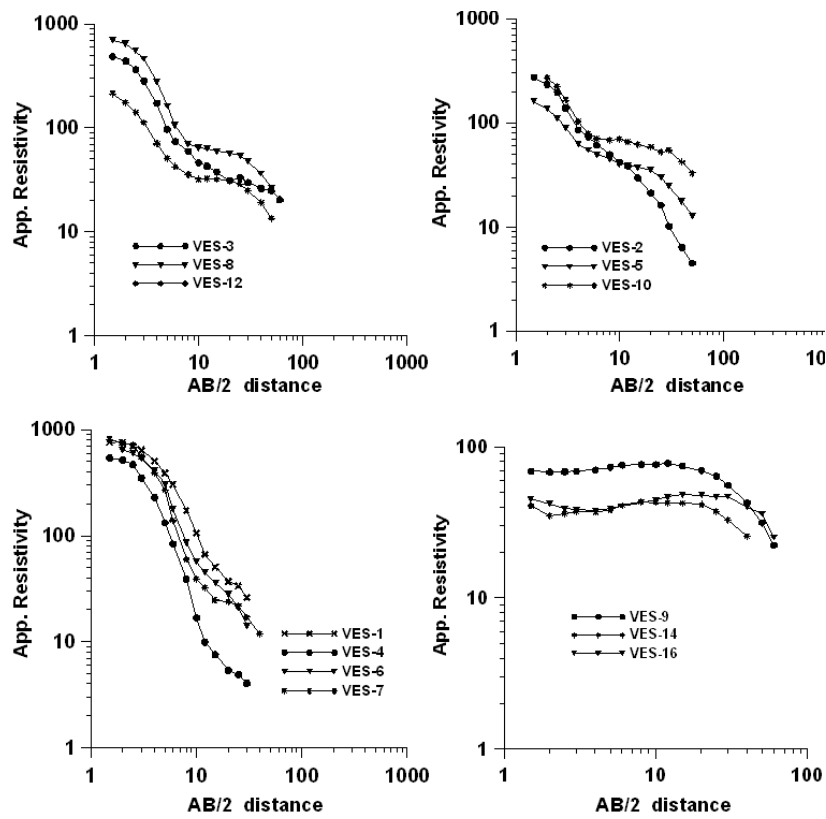 1000
100
10
1
App. Resistivity
VES-3
VES-8
VES-12
1
10
100
1000
AB/2 distance
1000
100
10
1
App. Restivity
VES-2
VES-5
VES-10
1
10
100
AB/2 distance
1000
100
10
1
App. Resistivity
VES-1
VES-4
VES-6
VES-7
1
10
100
1000
AB/2 distance
100
10
1
App. Resistivity
VES-9
VES-14
VES-16
1
10
100
AB/2 distance